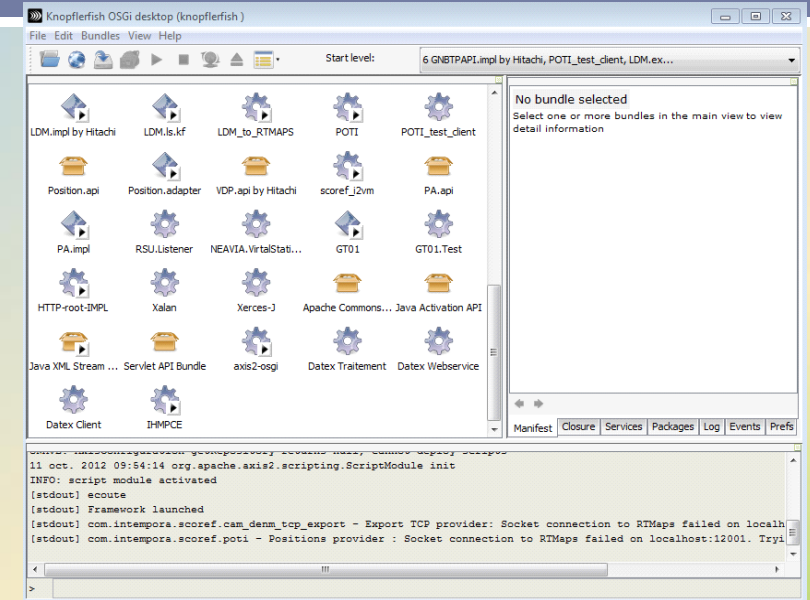 Knopflerfish OSGi desktop (knopflerfish )
File Edit Bundles View Help
Start level:
6 GNBTPAPI.impl by Hitachi, POTI_test_client, LDM.ex...
LDM.impl by Hitachi LDM.ls.kf LDM_to_RTMAPS POTI POTI_test_client
Position.api Position.adapter VDP.api by Hitachi scoref_i2vm PA.api
PA.impl RSU.Listener NEAVIA.VirtalStati... GT01 GT01.Test
HTTP-root-IMPL Xalan Xerces-J Apache Commons... Java Activation API
Java XML Stream ... Servlet API Bundle axis2-osgi Datex Traitement Datex Webservice
Datex Client IHMPCE
No bundle selected
Select one or more bundles in the main view to view
detail information
Manifest Closure Services Packages Log Events Prefs
11 oct. 2012 09:54:14 org.apache.axis2.scripting.ScriptModule init
INFO: script module activated
[stdout] ecoute
[stdout] Framework launched
[stdout] com.intempora.scoref.cam_denm_tcp_export - Export TCP provider: Socket connection to RTMaps failed on localh
[stdout] com.intempora.scoref.poti - Positions provider : Socket connection to RTMaps failed on localhost:12001. Tryi
>